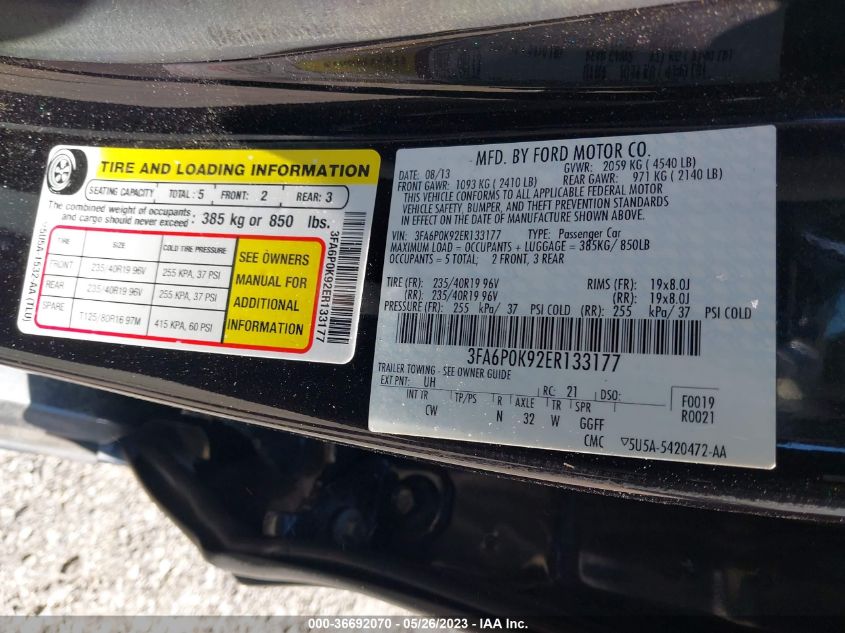 TIRE AND LOADING INFORMATION
SEATING CAPACITY TOTAL: 5 FRONT: 2 REAR: 3
The combined weight of occupants and cargo should never exceed 385 kg or 850 lbs.
TIRE SIZE COLD TIRE PRESSURE
FRONT 235/40R19 96V 255 KPA, 37 PSI
REAR 235/40R19 96V 255 KPA, 37 PSI
SPARE T125/80R16 97M 415 KPA, 60 PSI
SEE OWNERS
MANUAL FOR
ADDITIONAL
INFORMATION
5U5A-1532-AA (TLU)
3FA6P0K92ER133177
MFD. BY FORD MOTOR CO.
DATE: 08/13 GVWR: 2059 KG ( 4540 LB)
FRONT GAWR: 1093 KG ( 2410 LB) REAR GAWR: 971 KG ( 2140 LB)
THIS VEHICLE CONFORMS TO ALL APPLICABLE FEDERAL MOTOR
VEHICLE SAFETY, BUMPER, AND THEFT PREVENTION STANDARDS
IN EFFECT ON THE DATE OF MANUFACTURE SHOWN ABOVE.
VIN: 3FA6P0K92ER133177 TYPE: Passenger Car
MAXIMUM LOAD = OCCUPANTS + LUGGAGE = 385KG/ 850LB
OCCUPANTS = 5 TOTAL; 2 FRONT, 3 REAR
TIRE (FR): 235/40R19 96V RIMS (FR): 19x8.0J
(RR): 235/40R19 96V (RR): 19x8.0J
PRESSURE (FR): 255 kPa/ 37 PSI COLD (RR): 255 kPa/ 37 PSI COLD
3FA6P0K92ER133177
TRAILER TOWING - SEE OWNER GUIDE
EXT PNT: UH RC: 21 DSO: F0019
INT TR TP/PS R AXLE TR SPR R0021
CW N 32 W GGFF
CMC ▽5U5A-5420472-AA
000-36692070 - 05/26/2023 - © IAA, Inc.